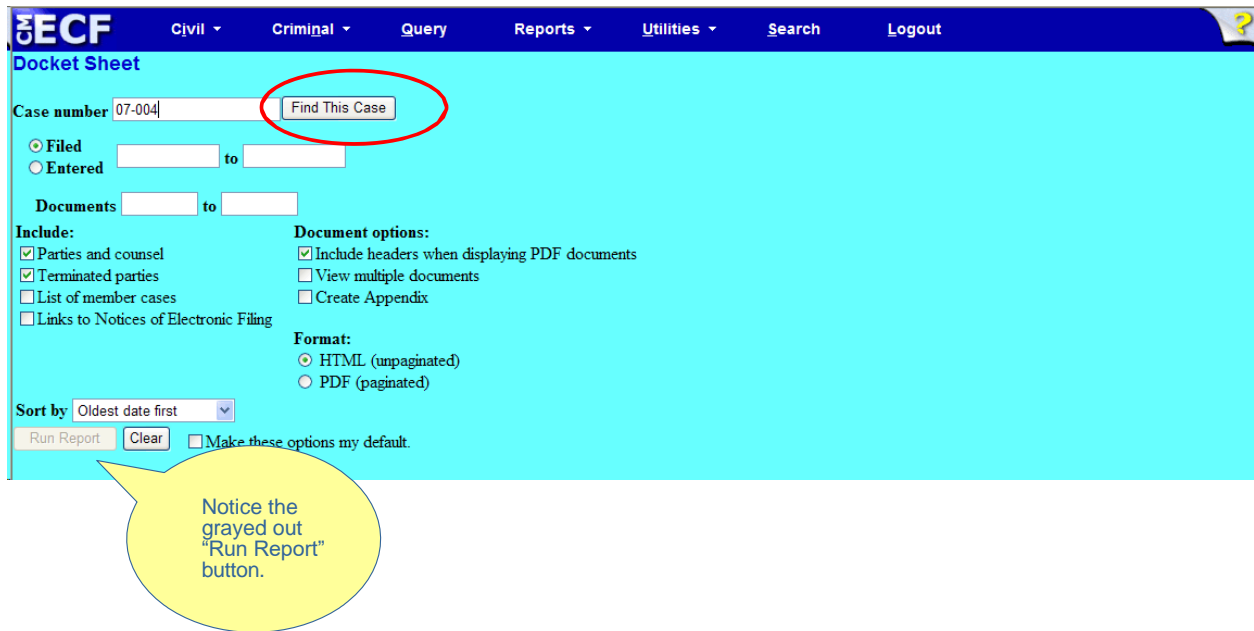 CM ECF Civil Criminal Query Reports Utilities Search Logout ?
Docket Sheet
Case number 07-004 Find This Case
Filed
Entered
to
Documents to
Include: Document options:
Parties and counsel Include headers when displaying PDF documents
Terminated parties View multiple documents
List of member cases Create Appendix
Links to Notices of Electronic Filing
Format:
HTML (unpaginated)
PDF (paginated)
Sort by Oldest date first
Run Report Clear Make these options my default.
Notice the
grayed out
“Run Report”
button.